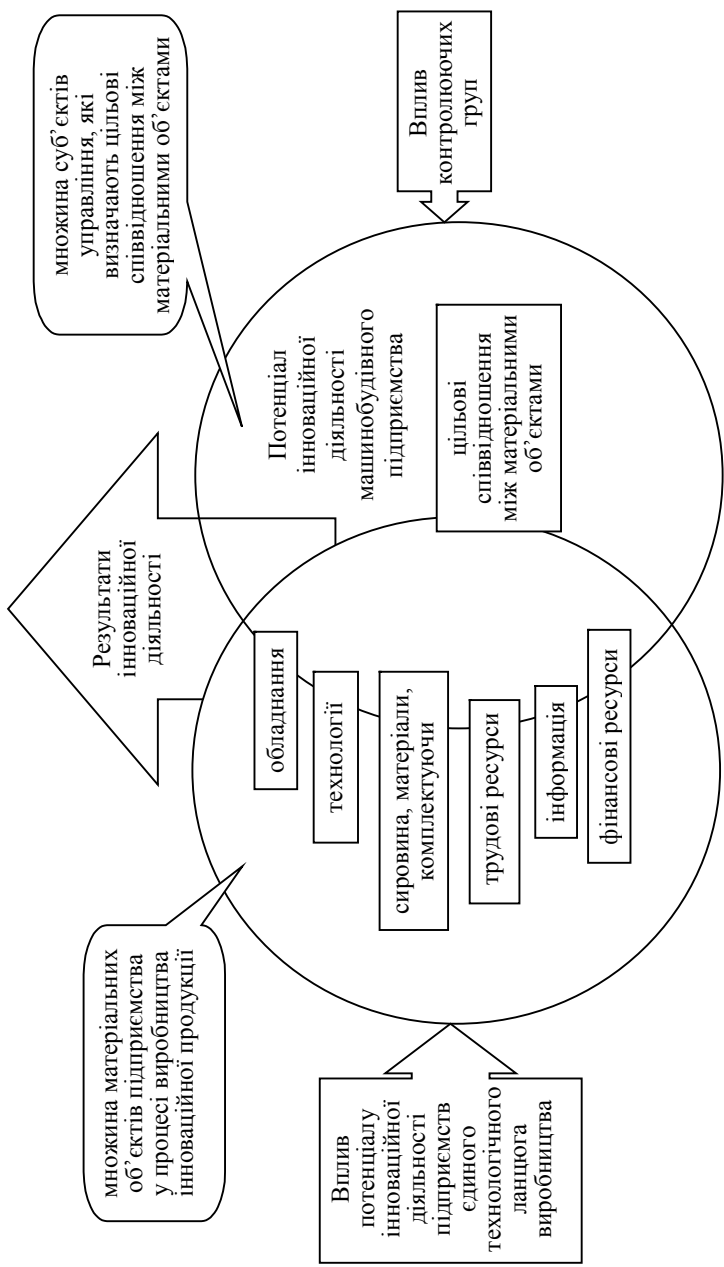 множина матеріальних
об’єктів підприємства
у процесі виробництва
інноваційної продукції
Результати
інноваційної
діяльності
множина суб’єктів
управління, які
визначають цільові
співвідношення між
матеріальними об’єктами
Вплив
потенціалу
інноваційної
діяльності
підприємств
єдиного
технологічного
ланцюга
виробництва
обладнання
технології
сировина, матеріали,
комплектуючи
трудові ресурси
інформація
фінансові ресурси
Потенціал
інноваційної
діяльності
машинобудівного
підприємства
цільові
співвідношення
між матеріальними
об’єктами
Вплив
контролюючих
груп